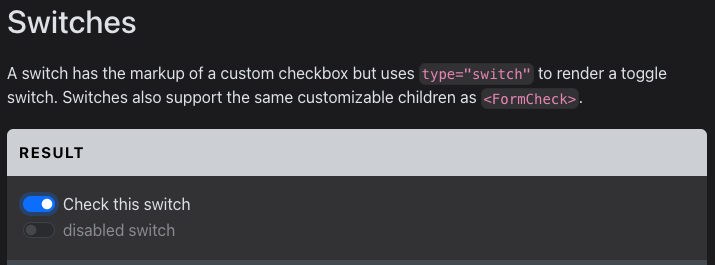 Switches
A switch has the markup of a custom checkbox but uses type="switch" to render a toggle
switch. Switches also support the same customizable children as <FormCheck>.
RESULT
Check this switch
disabled switch